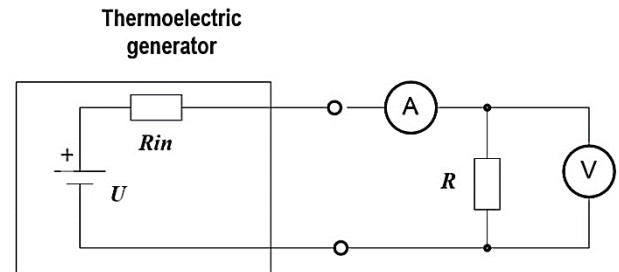 Thermoelectric
generator
Rin
+
U
A
R
V